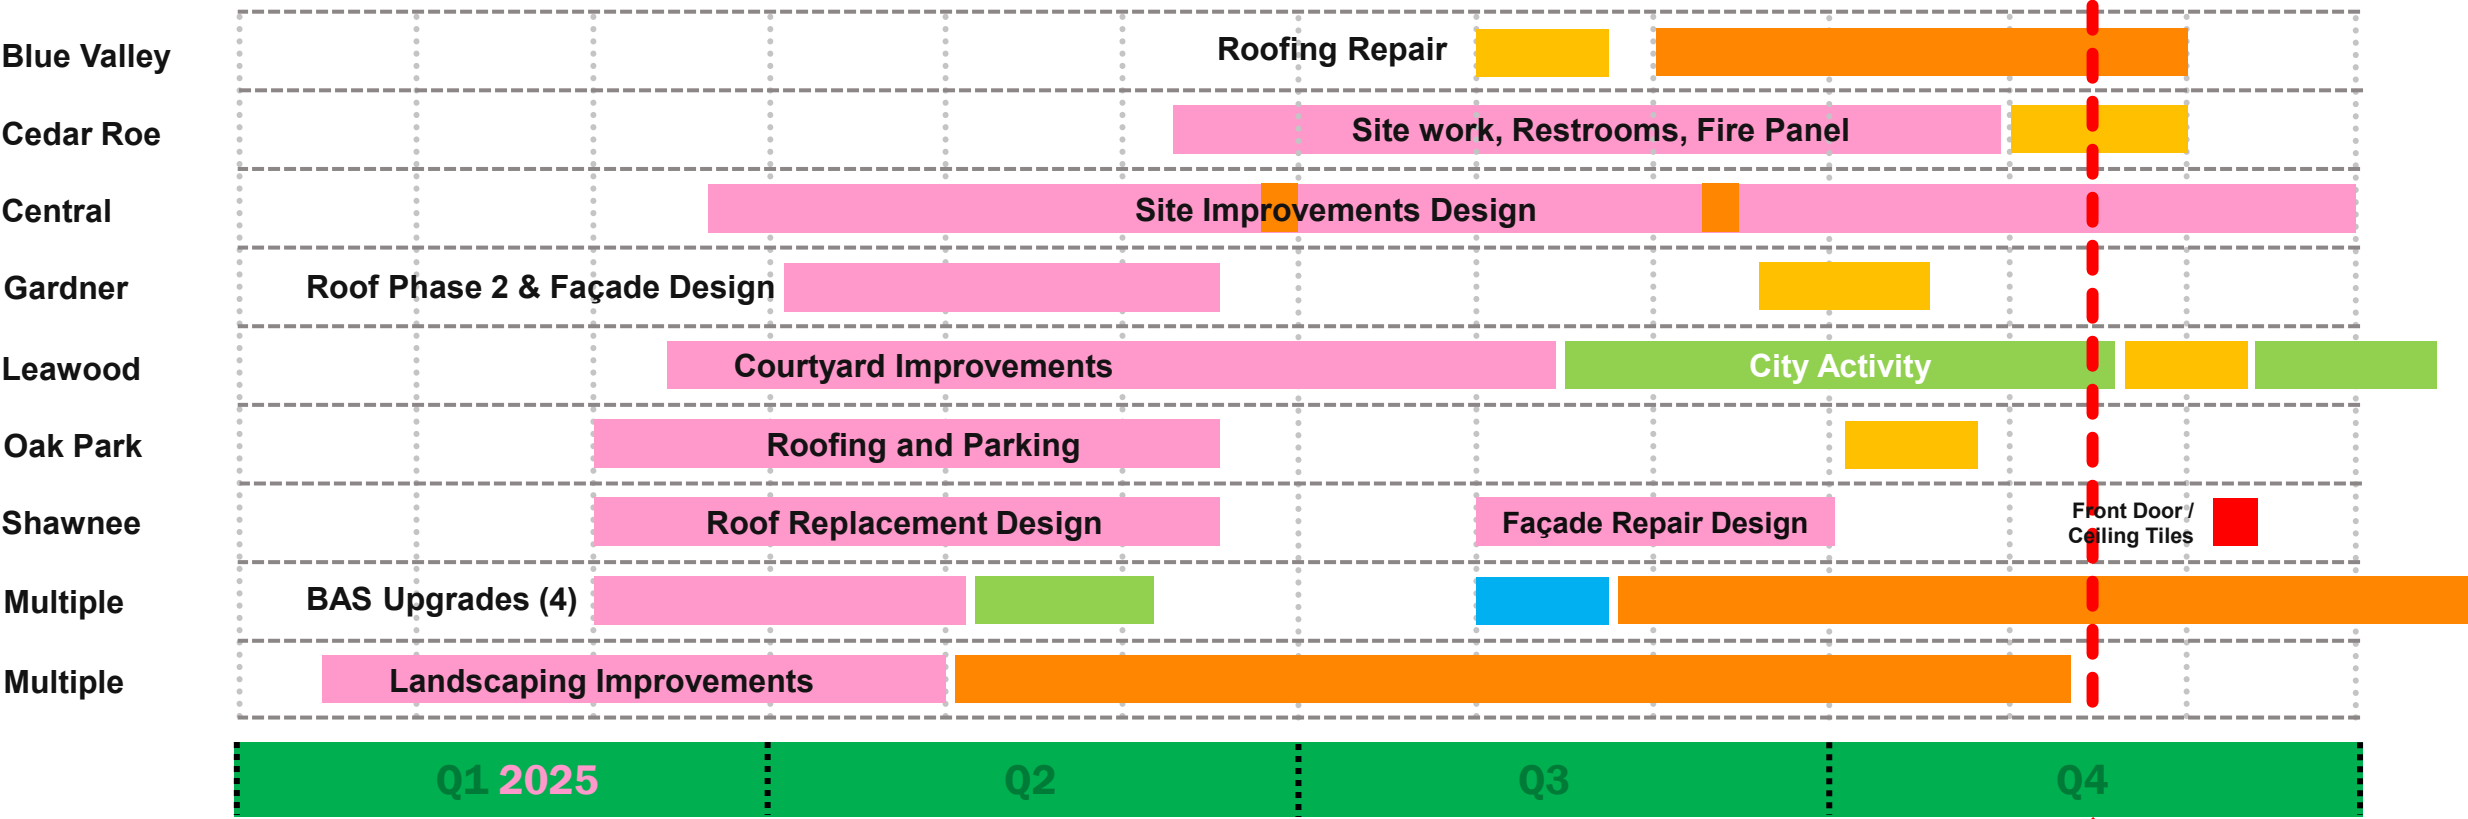 Blue Valley
Roofing Repair
Cedar Roe
Site work, Restrooms, Fire Panel
Central
Site Improvements Design
Gardner
Roof Phase 2 & Façade Design
Leawood
Courtyard Improvements
City Activity
Oak Park
Roofing and Parking
Shawnee
Roof Replacement Design
Façade Repair Design
Front Door /
Ceiling Tiles
Multiple
BAS Upgrades (4)
Multiple
Landscaping Improvements
Q1 2025
Q2
Q3
Q4